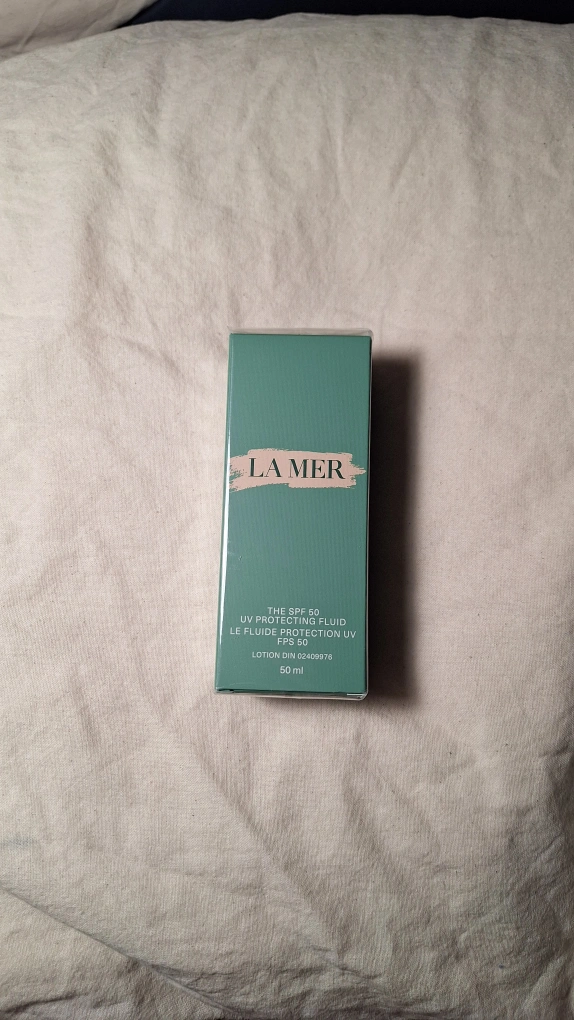 LA MER
THE SPF 50
UV PROTECTING FLUID
LE FLUIDE PROTECTION UV
FPS 50
LOTION DIN 02409976
50 ml